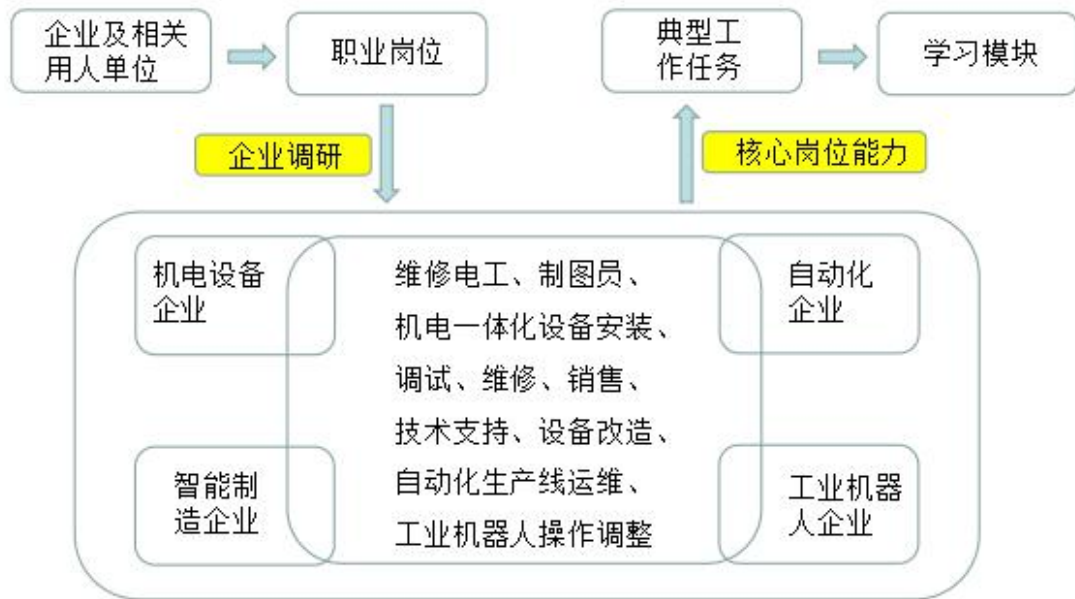 企业及相关
用人单位
职业岗位
典型工
作任务
学习模块
企业调研
核心岗位能力
机电设备
企业
维修电工、制图员、
机电一体化设备安装、
调试、维修、销售、
技术支持、设备改造、
自动化生产线运维、
工业机器人操作调整
自动化
企业
智能制
造企业
工业机器
人企业